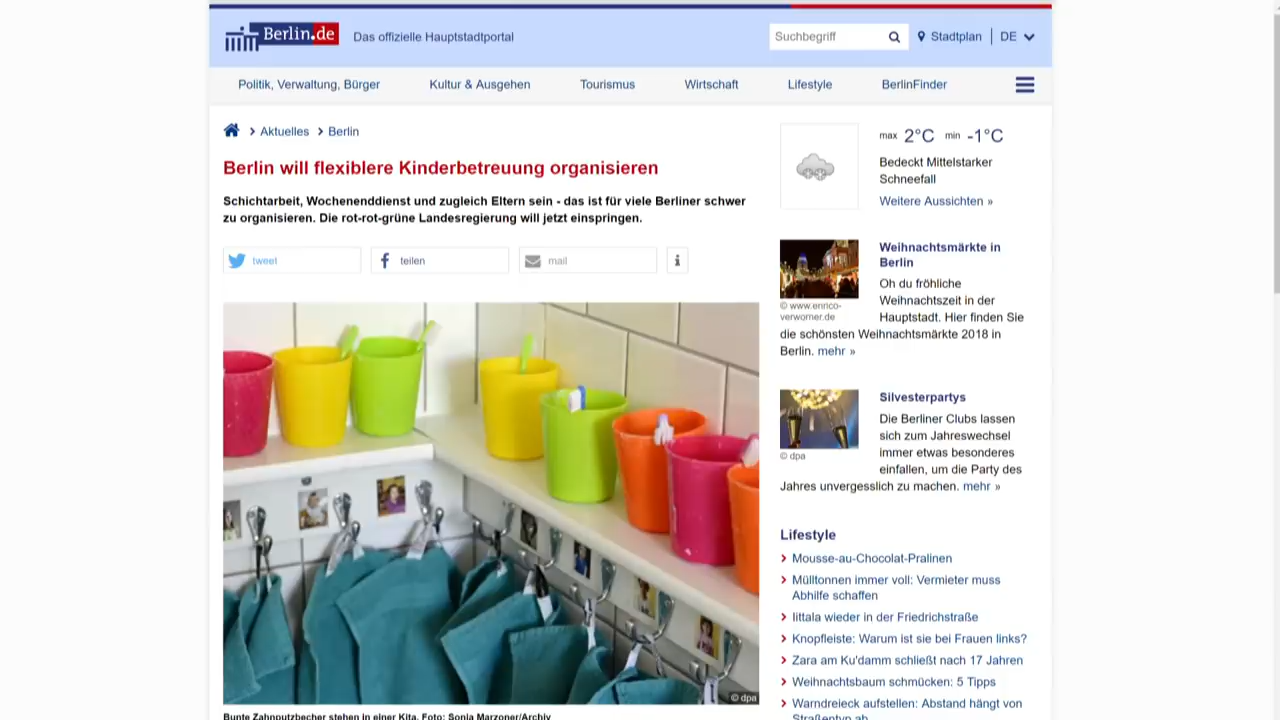 Berlin.de
Das offizielle Hauptstadtportal
Suchbegriff
Stadtplan
DE
Politik, Verwaltung, Bürger
Kultur & Ausgehen
Tourismus
Wirtschaft
Lifestyle
BerlinFinder
Aktuelles
Berlin
Berlin will flexiblere Kinderbetreuung organisieren
Schichtarbeit, Wochenenddienst und zugleich Eltern sein - das ist für viele Berliner schwer
zu organisieren. Die rot-rot-grüne Landesregierung will jetzt einspringen.
tweet
teilen
mail
i
© dpa
Bunte Zahnputzbecher stehen in einer Kita. Foto: Sonja Marzoner/Archiv
max 2°C min -1°C
Bedeckt Mittelstarker
Schneefall
Weitere Aussichten »
Weihnachtsmärkte in
Berlin
Oh du fröhliche
Weihnachtszeit in der
Hauptstadt. Hier finden Sie
© www.enrico-
verworner.de
die schönsten Weihnachtsmärkte 2018 in
Berlin. mehr »
Silvesterpartys
Die Berliner Clubs lassen
sich zum Jahreswechsel
immer etwas besonderes
© dpa
einfallen, um die Party des
Jahres unvergesslich zu machen. mehr »
Lifestyle
Mousse-au-Chocolat-Pralinen
Mülltonnen immer voll: Vermieter muss
Abhilfe schaffen
Iittala wieder in der Friedrichstraße
Knopfleiste: Warum ist sie bei Frauen links?
Zara am Ku'damm schließt nach 17 Jahren
Weihnachtsbaum schmücken: 5 Tipps
Warndreieck aufstellen: Abstand hängt von
Straßentyp ab